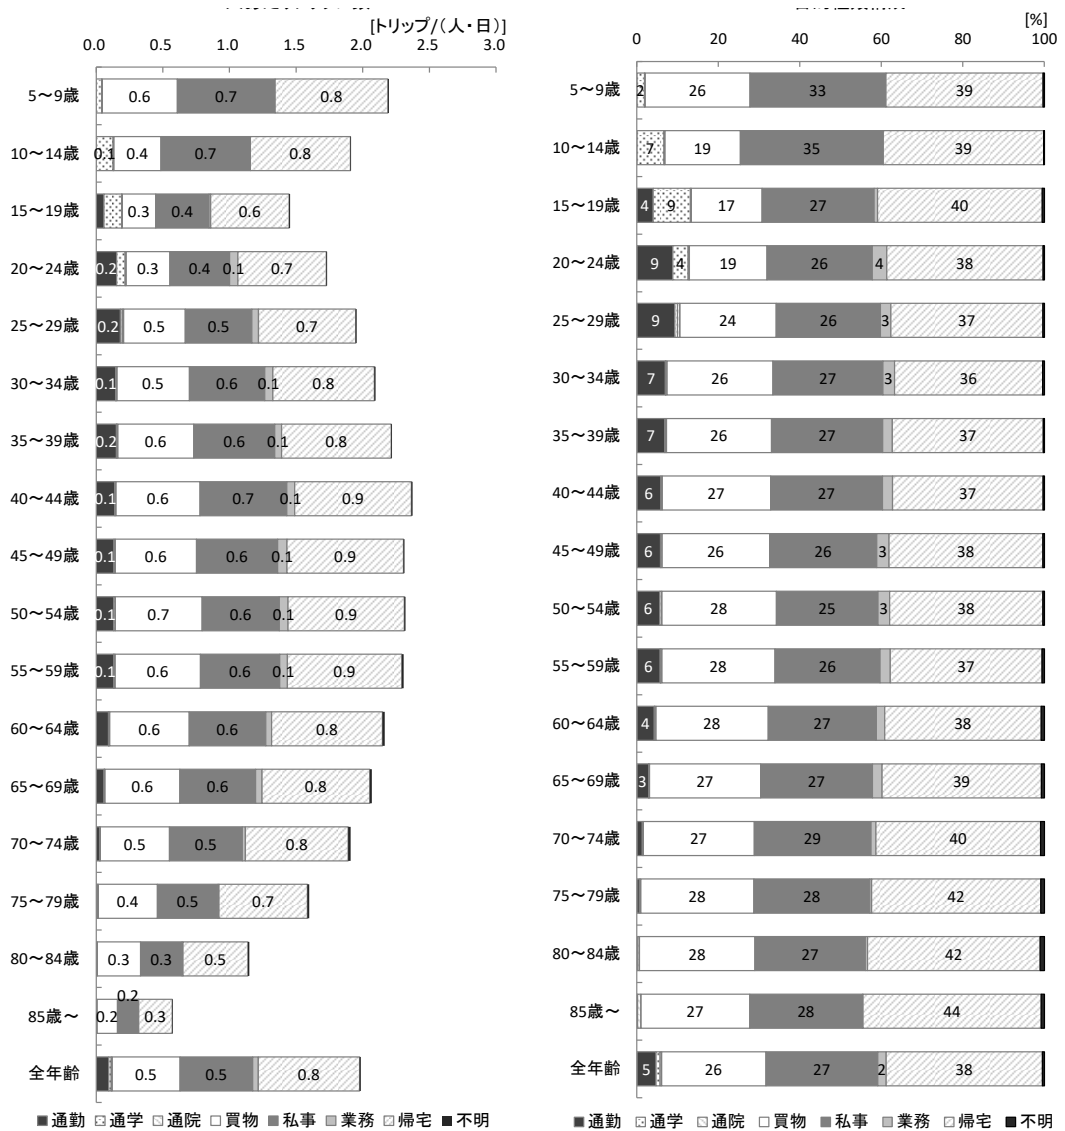 [トリップ/(人・日)]
0.0 0.5 1.0 1.5 2.0 2.5 3.0
5～9歳 0.6 0.7 0.8
10～14歳 0.1 0.4 0.7 0.8
15～19歳 0.3 0.4 0.6
20～24歳 0.2 0.3 0.4 0.1 0.7
25～29歳 0.2 0.5 0.5 0.7
30～34歳 0.1 0.5 0.6 0.1 0.8
35～39歳 0.2 0.6 0.6 0.1 0.8
40～44歳 0.1 0.6 0.7 0.1 0.9
45～49歳 0.1 0.6 0.6 0.1 0.9
50～54歳 0.1 0.7 0.6 0.1 0.9
55～59歳 0.1 0.6 0.6 0.1 0.9
60～64歳 0.6 0.6 0.8
65～69歳 0.6 0.6 0.8
70～74歳 0.5 0.5 0.8
75～79歳 0.4 0.5 0.7
80～84歳 0.3 0.3 0.5
85歳～ 0.2 0.2 0.3
全年齢 0.5 0.5 0.8
通勤 通学 通院 買物 私事 業務 帰宅 不明
[%]
0 20 40 60 80 100
5～9歳 2 26 33 39
10～14歳 7 19 35 39
15～19歳 4 9 17 27 40
20～24歳 9 4 19 26 4 38
25～29歳 9 24 26 3 37
30～34歳 7 26 27 3 36
35～39歳 7 26 27 37
40～44歳 6 27 27 37
45～49歳 6 26 26 3 38
50～54歳 6 28 25 3 38
55～59歳 6 28 26 37
60～64歳 4 28 27 38
65～69歳 3 27 27 39
70～74歳 27 29 40
75～79歳 28 28 42
80～84歳 28 27 42
85歳～ 27 28 44
全年齢 5 26 27 2 38
通勤 通学 通院 買物 私事 業務 帰宅 不明